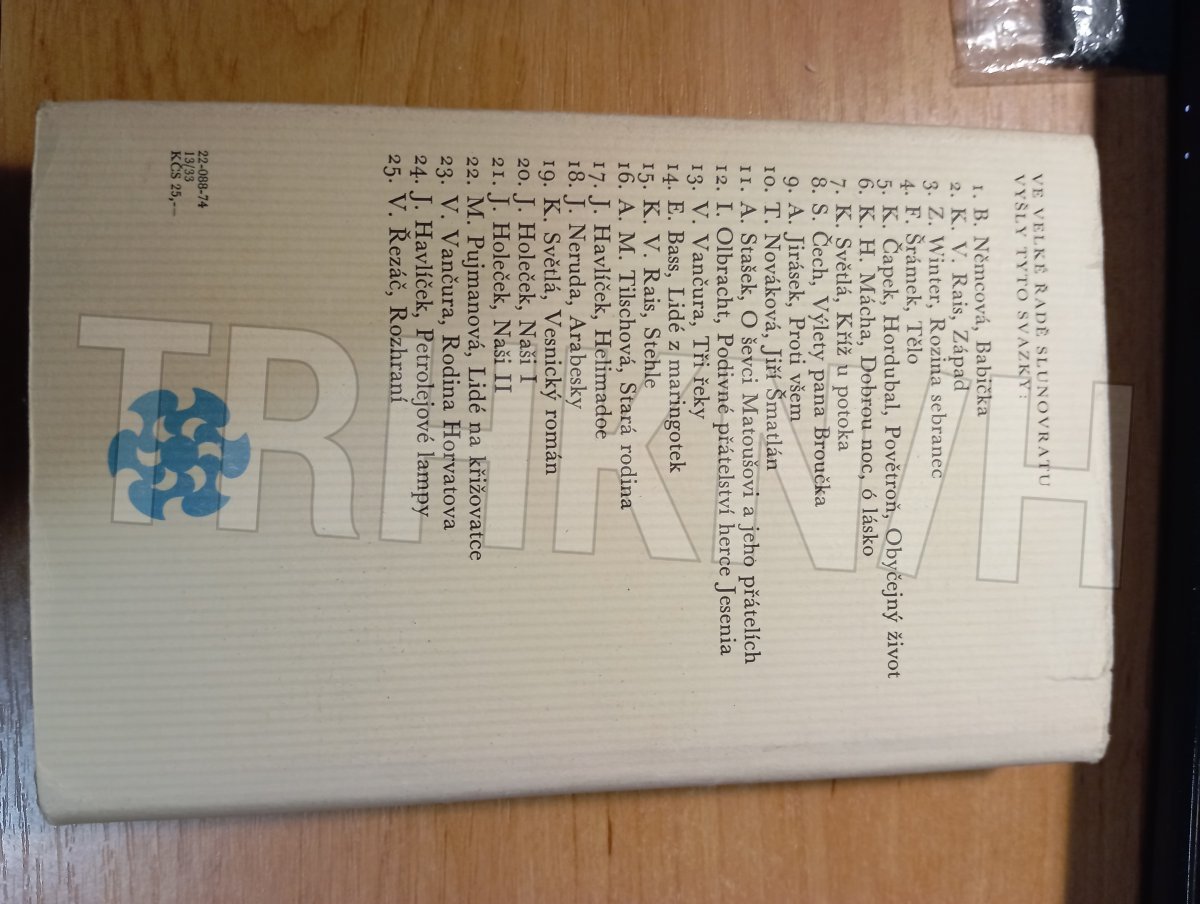 VE VELKÉ ŘADĚ SLUNOVRATU
VYŠLY TYTO SVAZKY:
1. B. Němcová, Babička
2. K. V. Rais, Západ
3. Z. Winter, Rozina sebranec
4. F. Šrámek, Tělo
5. K. Čapek, Hordubal, Povětroň, Obyčejný život
6. K. H. Mácha, Dobrou noc, ó lásko
7. K. Světlá, Kříž u potoka
8. S. Čech, Výlety pana Broučka
9. A. Jirásek, Proti všem
10. T. Nováková, Jiří Šmatlán
11. A. Stašek, O ševci Matoušovi a jeho přátelích
12. I. Olbracht, Podivné přátelství herce Jesenia
13. V. Vančura, Tři řeky
14. E. Bass, Lidé z maringotek
15. K. V. Rais, Stehle
16. A. M. Tilschová, Stará rodina
17. J. Havlíček, Helimadoe
18. J. Neruda, Arabesky
19. K. Světlá, Vesnický román
20. J. Holeček, Naši I
21. J. Holeček, Naši II
22. M. Pujmanová, Lidé na křižovatce
23. V. Vančura, Rodina Horvatova
24. J. Havlíček, Petrolejové lampy
25. V. Řezáč, Rozhraní
22-088-74
13/33
KČS 25,—
TRHKNIH